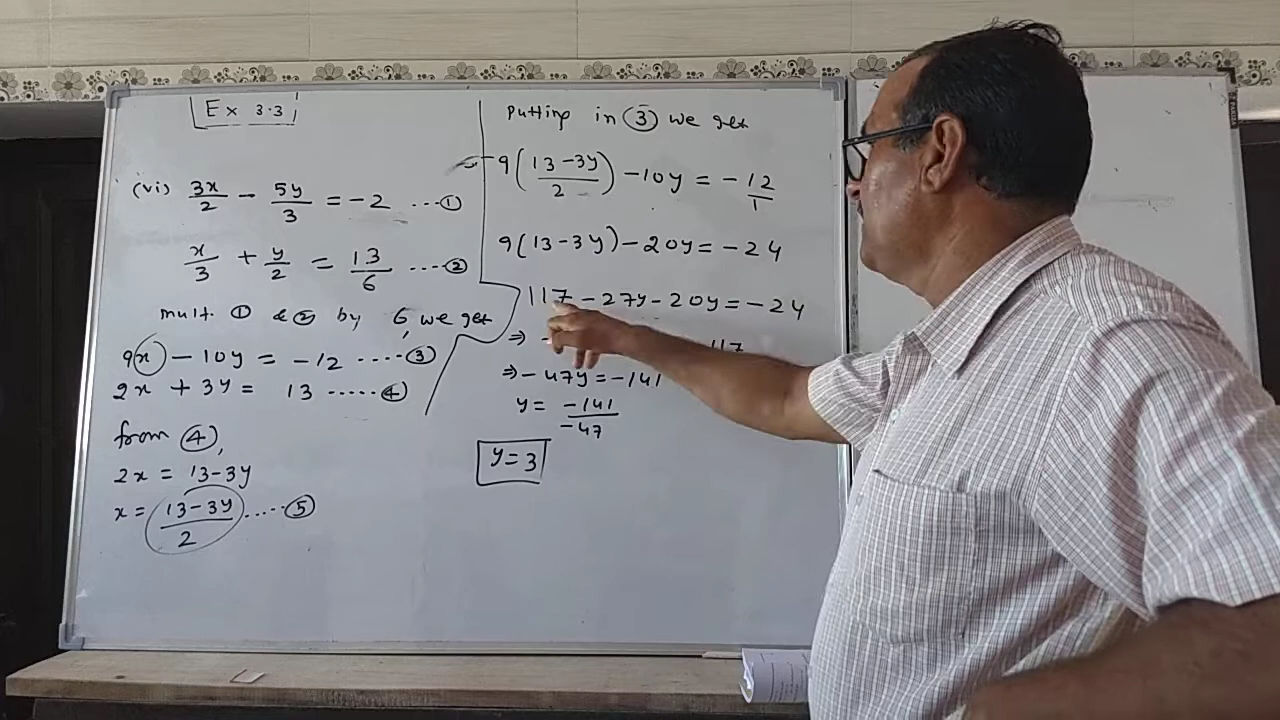 Ex 3.3
(vi) 3x/2 - 5y/3 = -2 ...①
x/3 + y/2 = 13/6 ....②
mult. ① & ② by 6, we get
9x - 10y = -12 ....③
2x + 3y = 13 .....④
from ④,
2x = 13-3y
x = 13-3y/2 .....⑤
Putting in ③ we get
9(13-3y/2) - 10y = -12/1
9(13-3y) - 20y = -24
117 - 27y - 20y = -24
⇒ - 117
⇒ - 47y = -141
y = -141/-47
y = 3